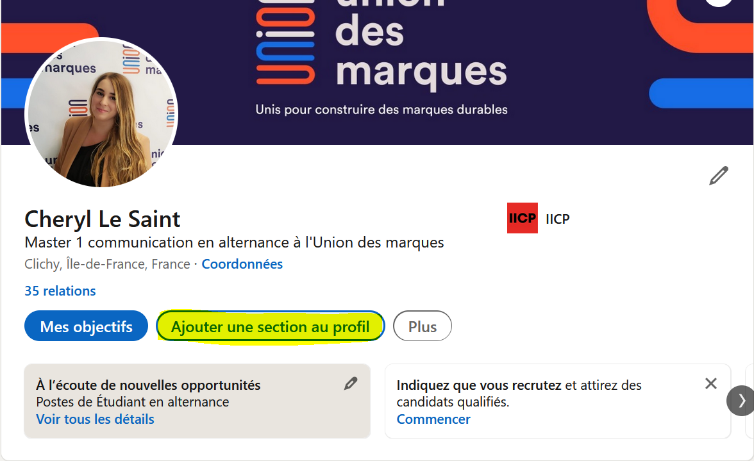 union
des
marques
Unis pour construire des marques durables
union
marques
Cheryl Le Saint
IICP IICP
Master 1 communication en alternance à l'Union des marques
Clichy, Île-de-France, France · Coordonnées
35 relations
Mes objectifs Ajouter une section au profil Plus
À l’écoute de nouvelles opportunités
Postes de Étudiant en alternance
Voir tous les détails
Indiquez que vous recrutez et attirez des
candidats qualifiés.
Commencer